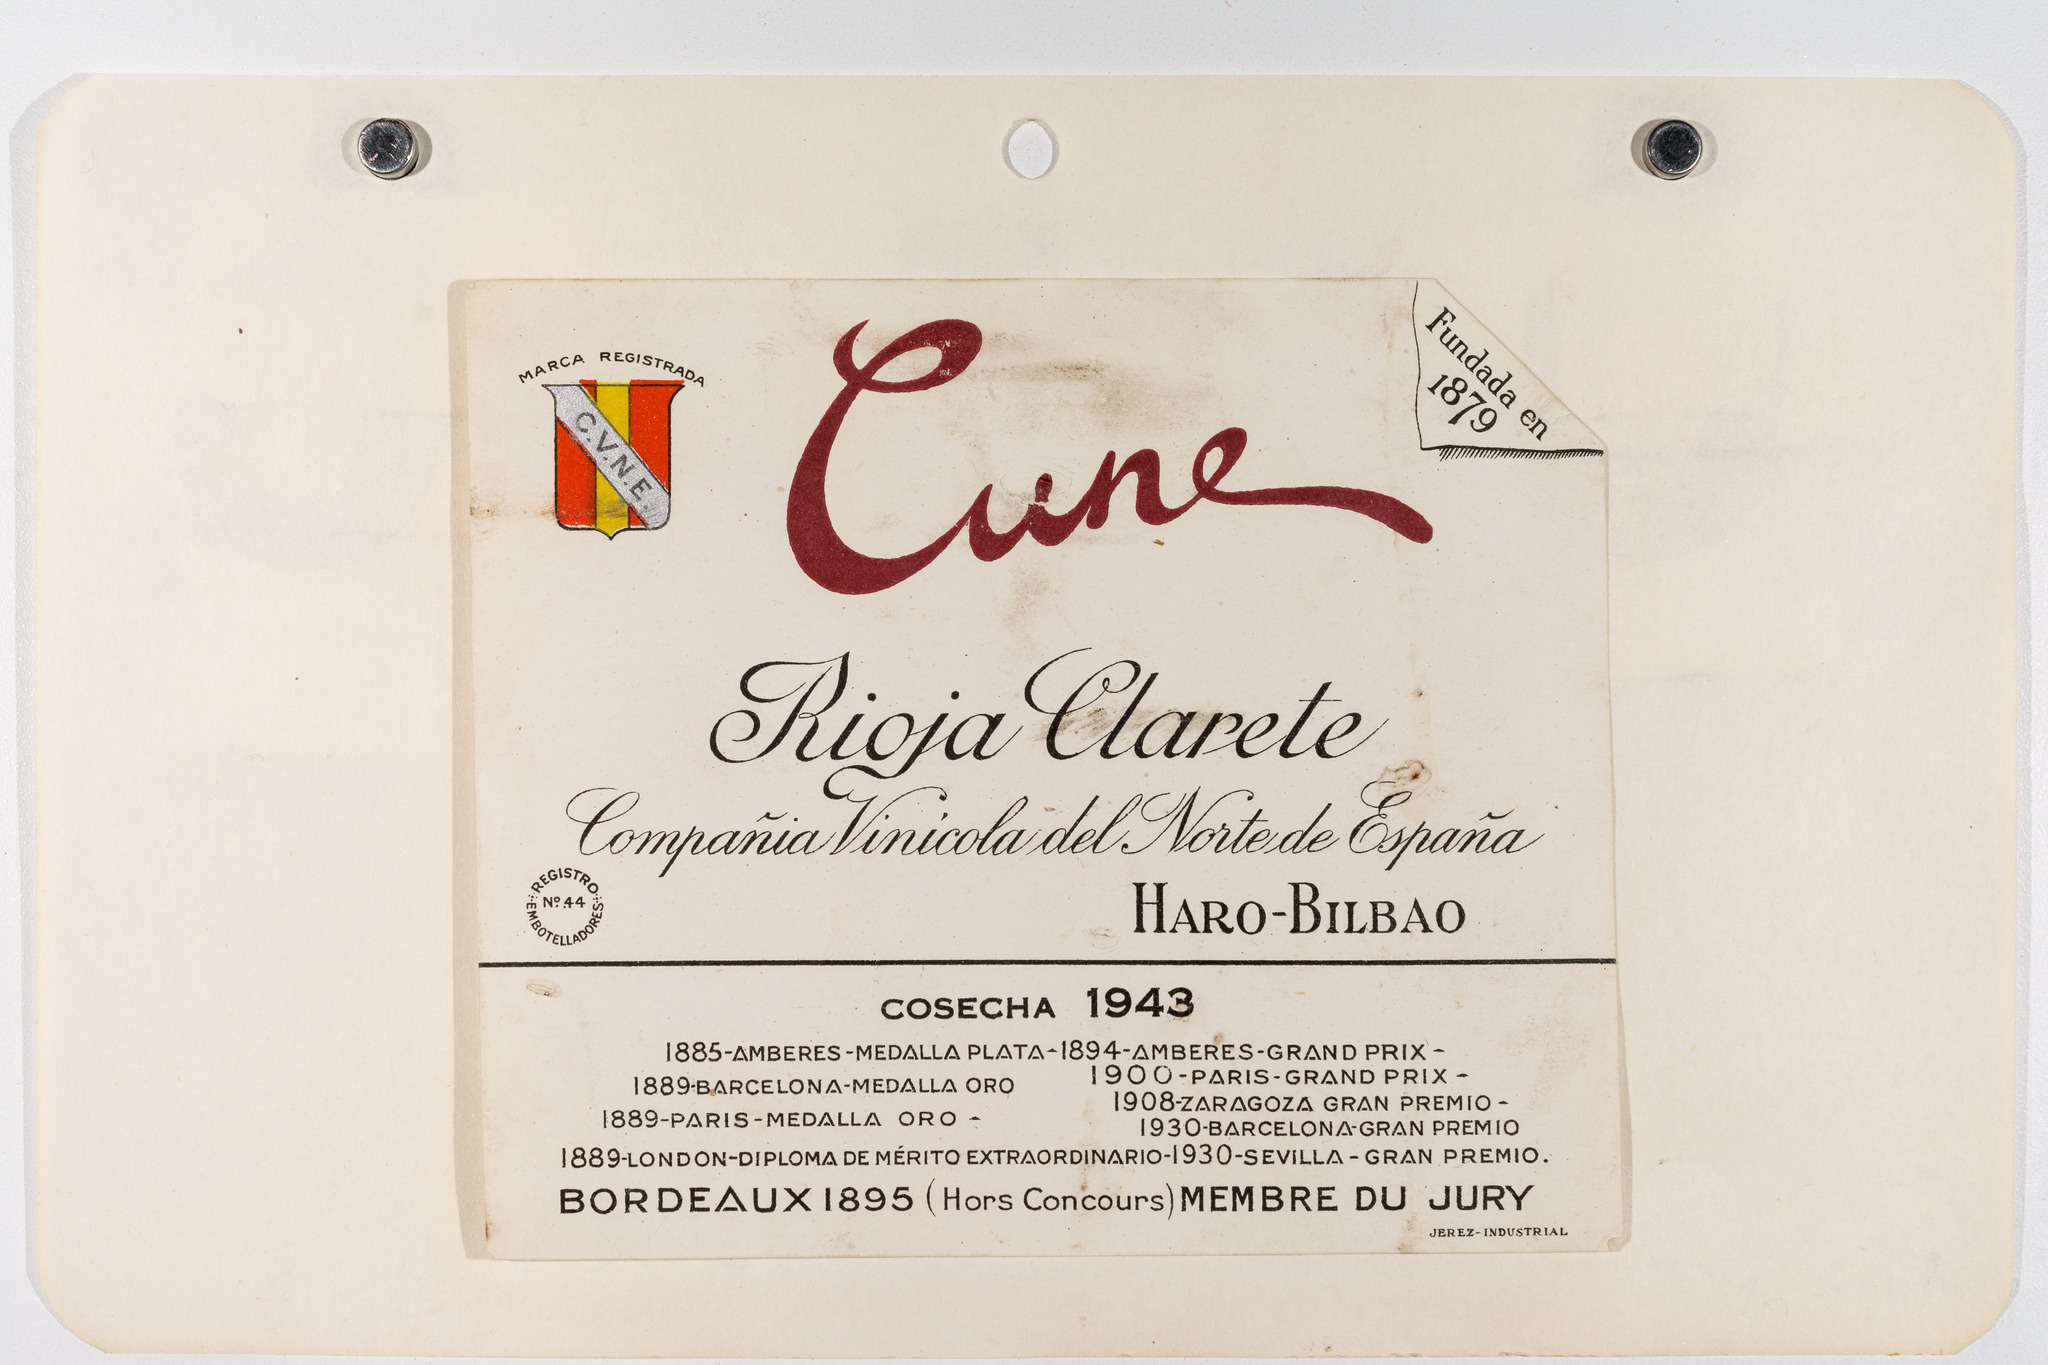 MARCA REGISTRADA
C.V.N.E.
Cune
Fundada en
1879
Rioja Clarete
Compañia Vinícola del Norte de España
REGISTRO
Nº 44
EMBOTELLADORES
HARO-BILBAO
COSECHA 1943
1885-AMBERES-MEDALLA PLATA-1894-AMBERES-GRAND PRIX-
1889-BARCELONA-MEDALLA ORO
1900-PARIS-GRAND PRIX-
1889-PARIS-MEDALLA ORO-
1908-ZARAGOZA GRAN PREMIO-
1930-BARCELONA-GRAN PREMIO
1889-LONDON-DIPLOMA DE MÉRITO EXTRAORDINARIO-1930-SEVILLA-GRAN PREMIO.
BORDEAUX 1895 (Hors Concours) MEMBRE DU JURY
JEREZ-INDUSTRIAL